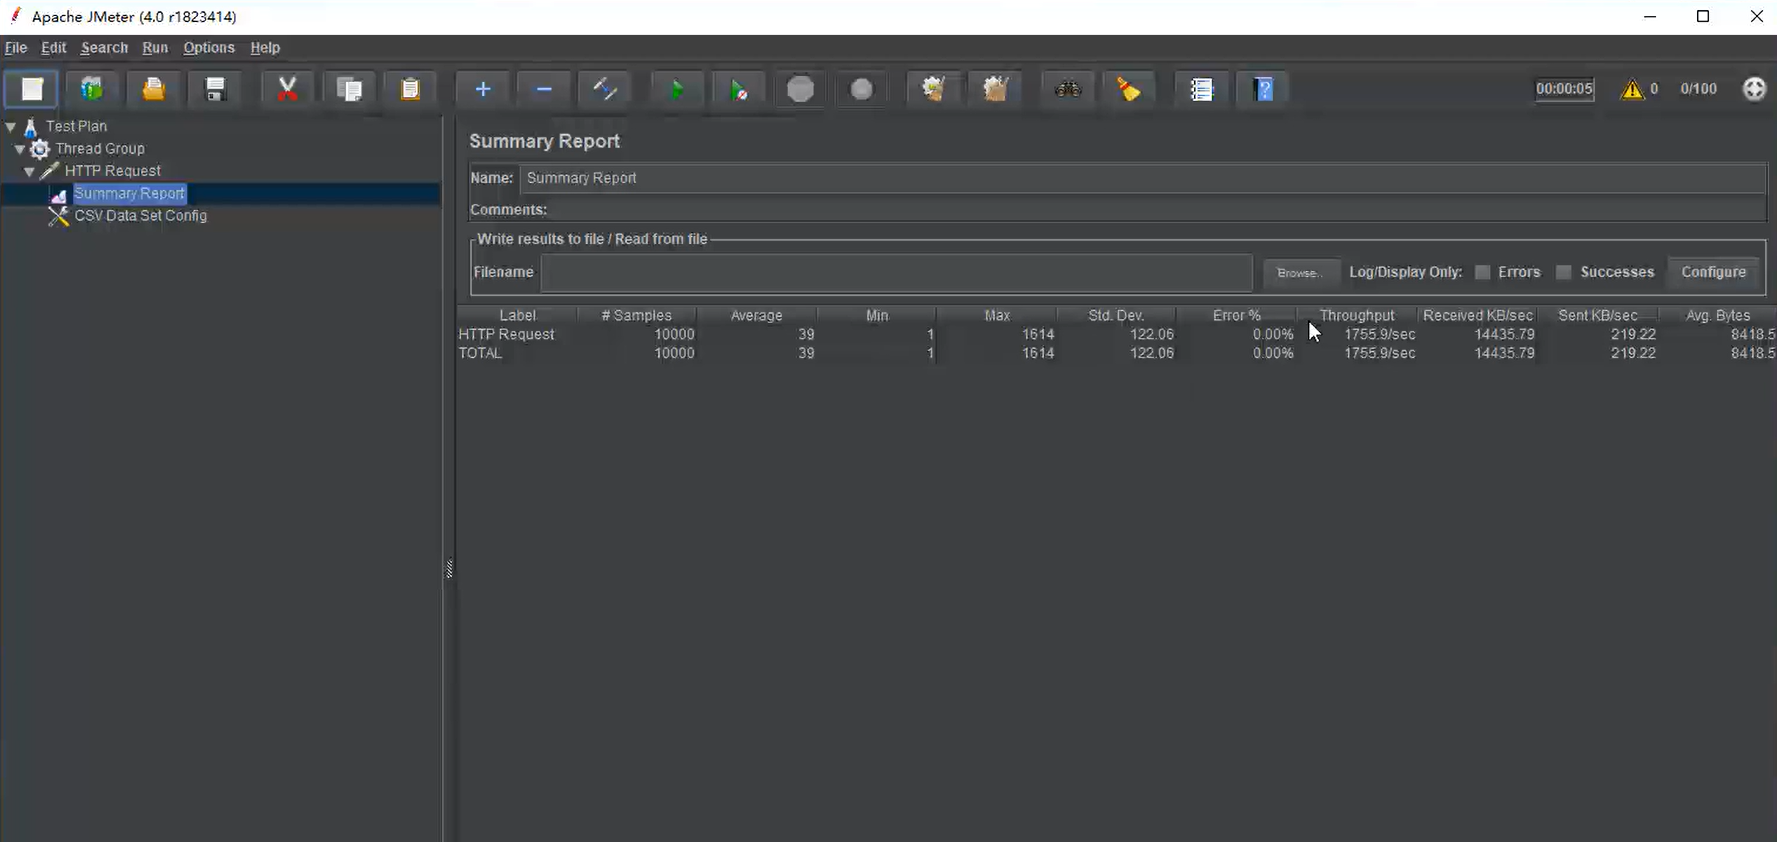 Apache JMeter (4.0 r1823414)
File Edit Search Run Options Help
00:00:05 0 0/100
Test Plan
Thread Group
HTTP Request
Summary Report
CSV Data Set Config
Summary Report
Name: Summary Report
Comments:
Write results to file / Read from file
Filename Browse... Log/Display Only: Errors Successes Configure
Label # Samples Average Min Max Std. Dev. Error % Throughput Received KB/sec Sent KB/sec Avg. Bytes
HTTP Request 10000 39 1 1614 122.06 0.00% 1755.9/sec 14435.79 219.22 8418.5
TOTAL 10000 39 1 1614 122.06 0.00% 1755.9/sec 14435.79 219.22 8418.5